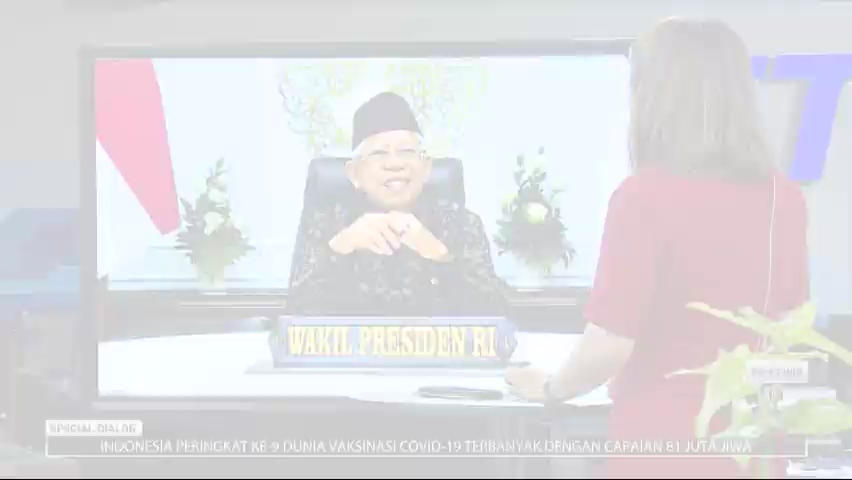 T
WAKIL PRESIDEN RI
SPECIAL DIALOG
INDONESIA PERINGKAT KE-9 DUNIA VAKSINASI COVID-19 TERBANYAK DENGAN CAPAIAN 81 JUTA JIWA